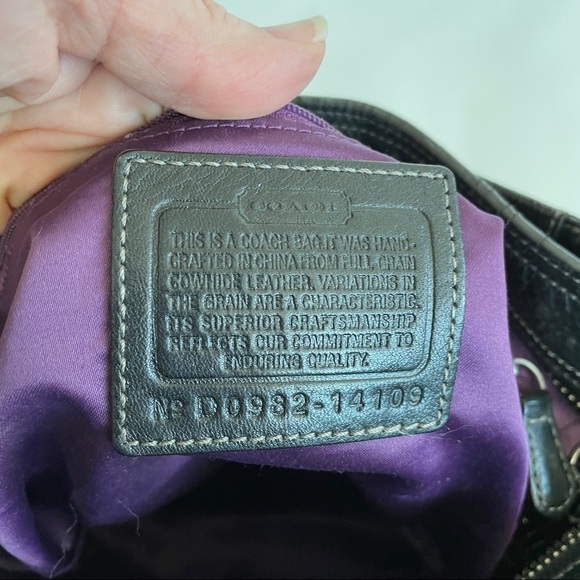 COACH
THIS IS A COACH BAG.IT WAS HAND-
CRAFTED IN CHINA FROM FULL GRAIN
COWHIDE LEATHER. VARIATIONS IN
THE GRAIN ARE A CHARACTERISTIC.
ITS SUPERIOR CRAFTSMANSHIP
REFLECTS OUR COMMITMENT TO
ENDURING QUALITY.
Nº D0982-14109